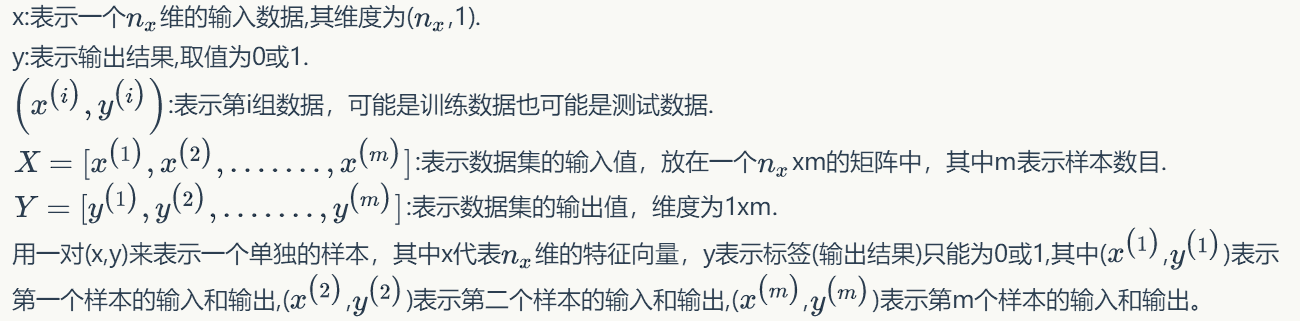 x:表示一个$n_x$维的输入数据,其维度为($n_x$,1).
y:表示输出结果,取值为0或1.
$\left(x^{(i)},y^{(i)}\right)$:表示第i组数据，可能是训练数据也可能是测试数据.
$X=[x^{(1)},x^{(2)},.......,x^{(m)}]$:表示数据集的输入值，放在一个$n_x$xm的矩阵中，其中m表示样本数目.
$Y=[y^{(1)},y^{(2)},.......,y^{(m)}]$:表示数据集的输出值，维度为1xm.
用一对(x,y)来表示一个单独的样本，其中x代表$n_x$维的特征向量，y表示标签(输出结果)只能为0或1,其中($x^{(1)}$,$y^{(1)}$)表示
第一个样本的输入和输出,($x^{(2)}$,$y^{(2)}$)表示第二个样本的输入和输出,($x^{(m)}$,$y^{(m)}$)表示第m个样本的输入和输出。